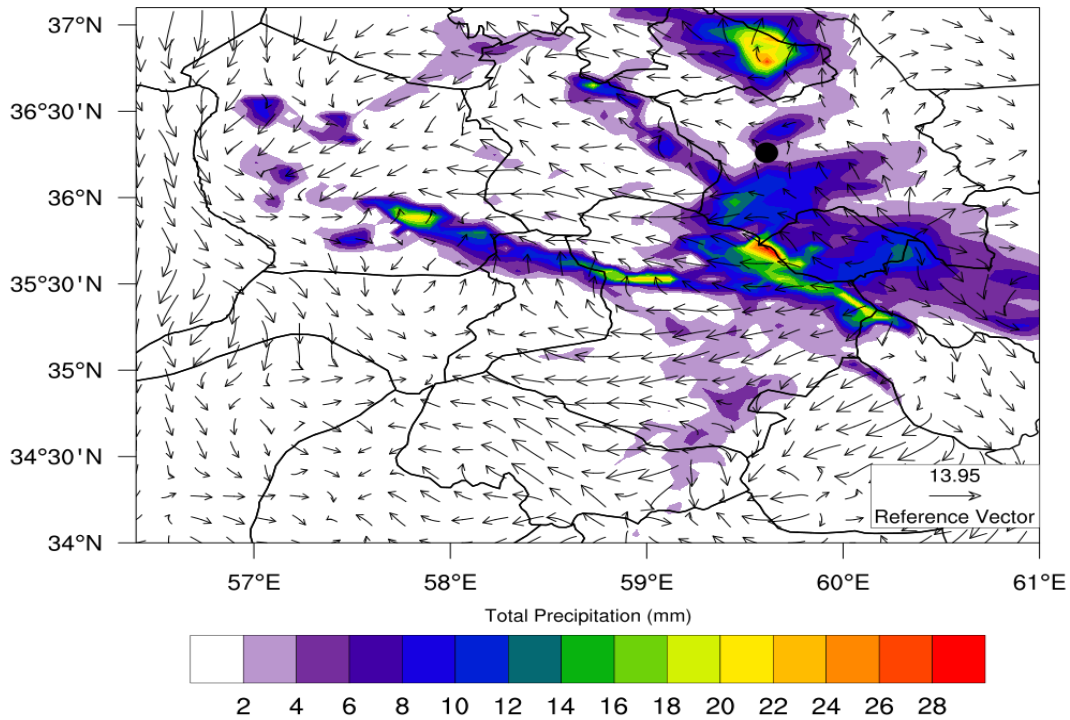 37°N
36°30'N
36°N
35°30'N
35°N
34°30'N
34°N
13.95
Reference Vector
57°E 58°E 59°E 60°E 61°E
Total Precipitation (mm)
2 4 6 8 10 12 14 16 18 20 22 24 26 28